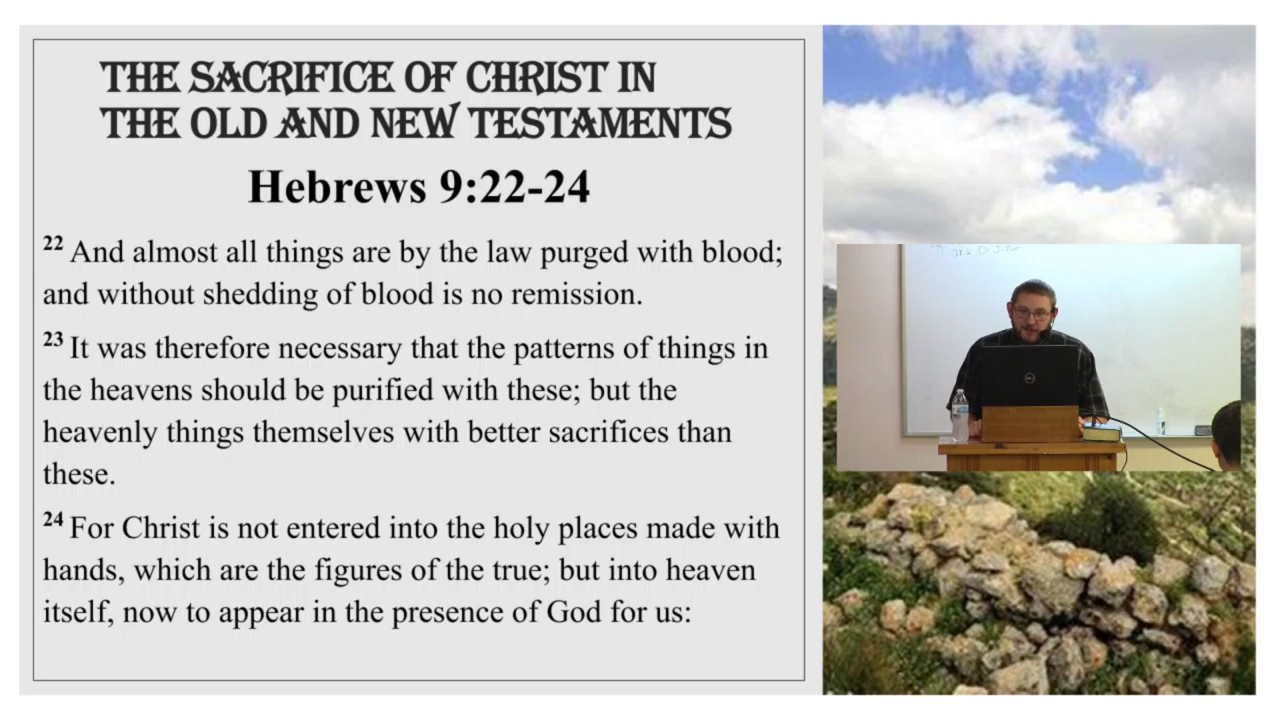 THE SACRIFICE OF CHRIST IN
THE OLD AND NEW TESTAMENTS
Hebrews 9:22-24
22 And almost all things are by the law purged with blood;
and without shedding of blood is no remission.
23 It was therefore necessary that the patterns of things in
the heavens should be purified with these; but the
heavenly things themselves with better sacrifices than
these.
24 For Christ is not entered into the holy places made with
hands, which are the figures of the true; but into heaven
itself, now to appear in the presence of God for us:
DELL